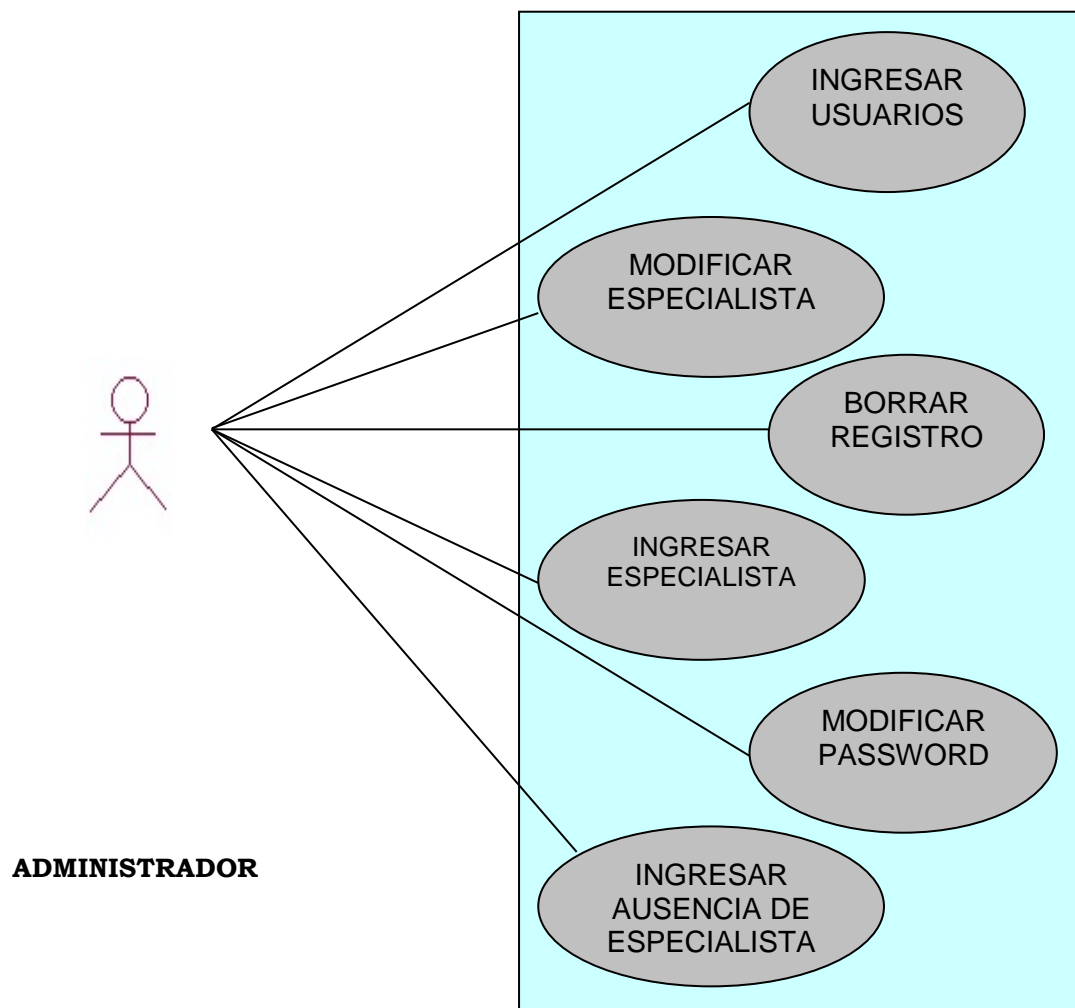 INGRESAR
USUARIOS
MODIFICAR
ESPECIALISTA
BORRAR
REGISTRO
INGRESAR
ESPECIALISTA
MODIFICAR
PASSWORD
ADMINISTRADOR
INGRESAR
AUSENCIA DE
ESPECIALISTA